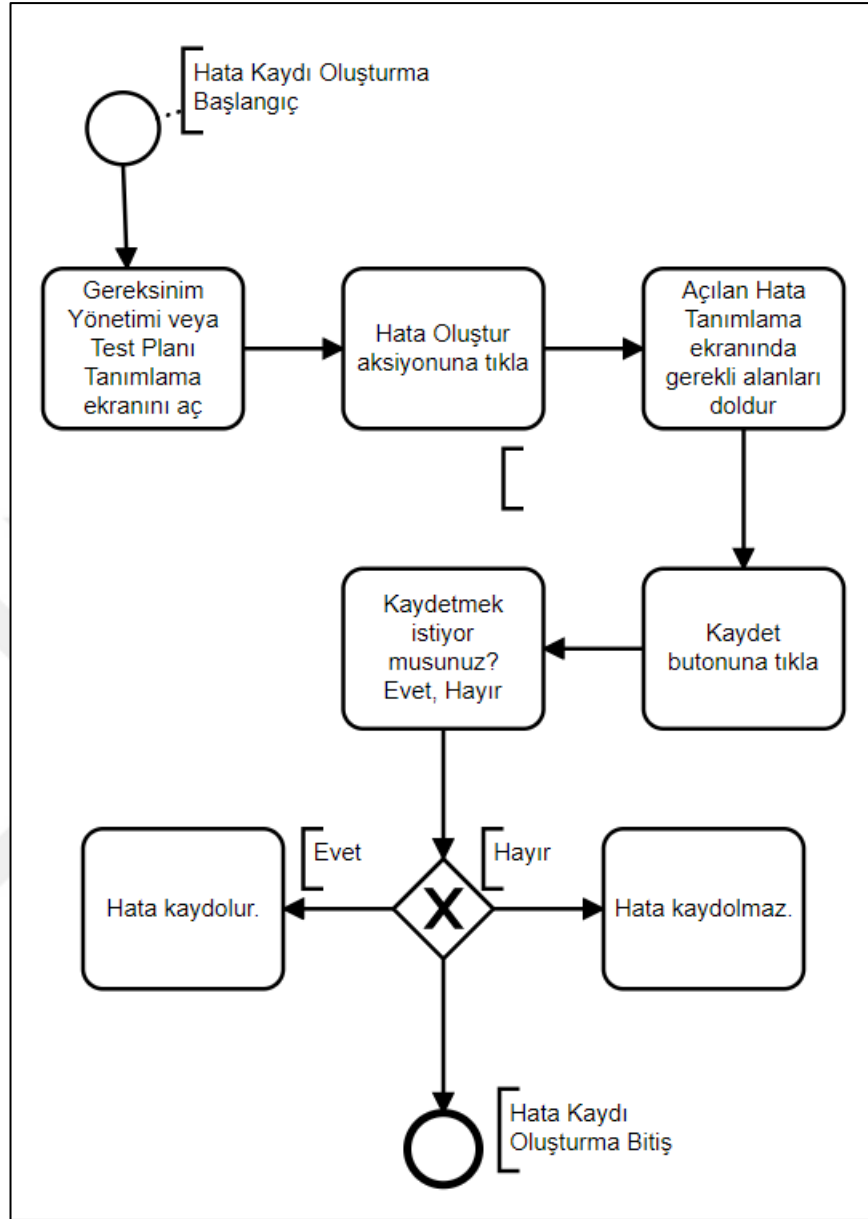 Hata Kaydı Oluşturma
Başlangıç
Gereksinim
Yönetimi veya
Test Planı
Tanımlama
ekranını aç
Hata Oluştur
aksiyonuna tıkla
Açılan Hata
Tanımlama
ekranında
gerekli alanları
doldur
Kaydetmek
istiyor
musunuz?
Evet, Hayır
Kaydet
butonuna tıkla
Evet
Hayır
Hata kaydolur.
X
Hata kaydolmaz.
Hata Kaydı
Oluşturma Bitiş